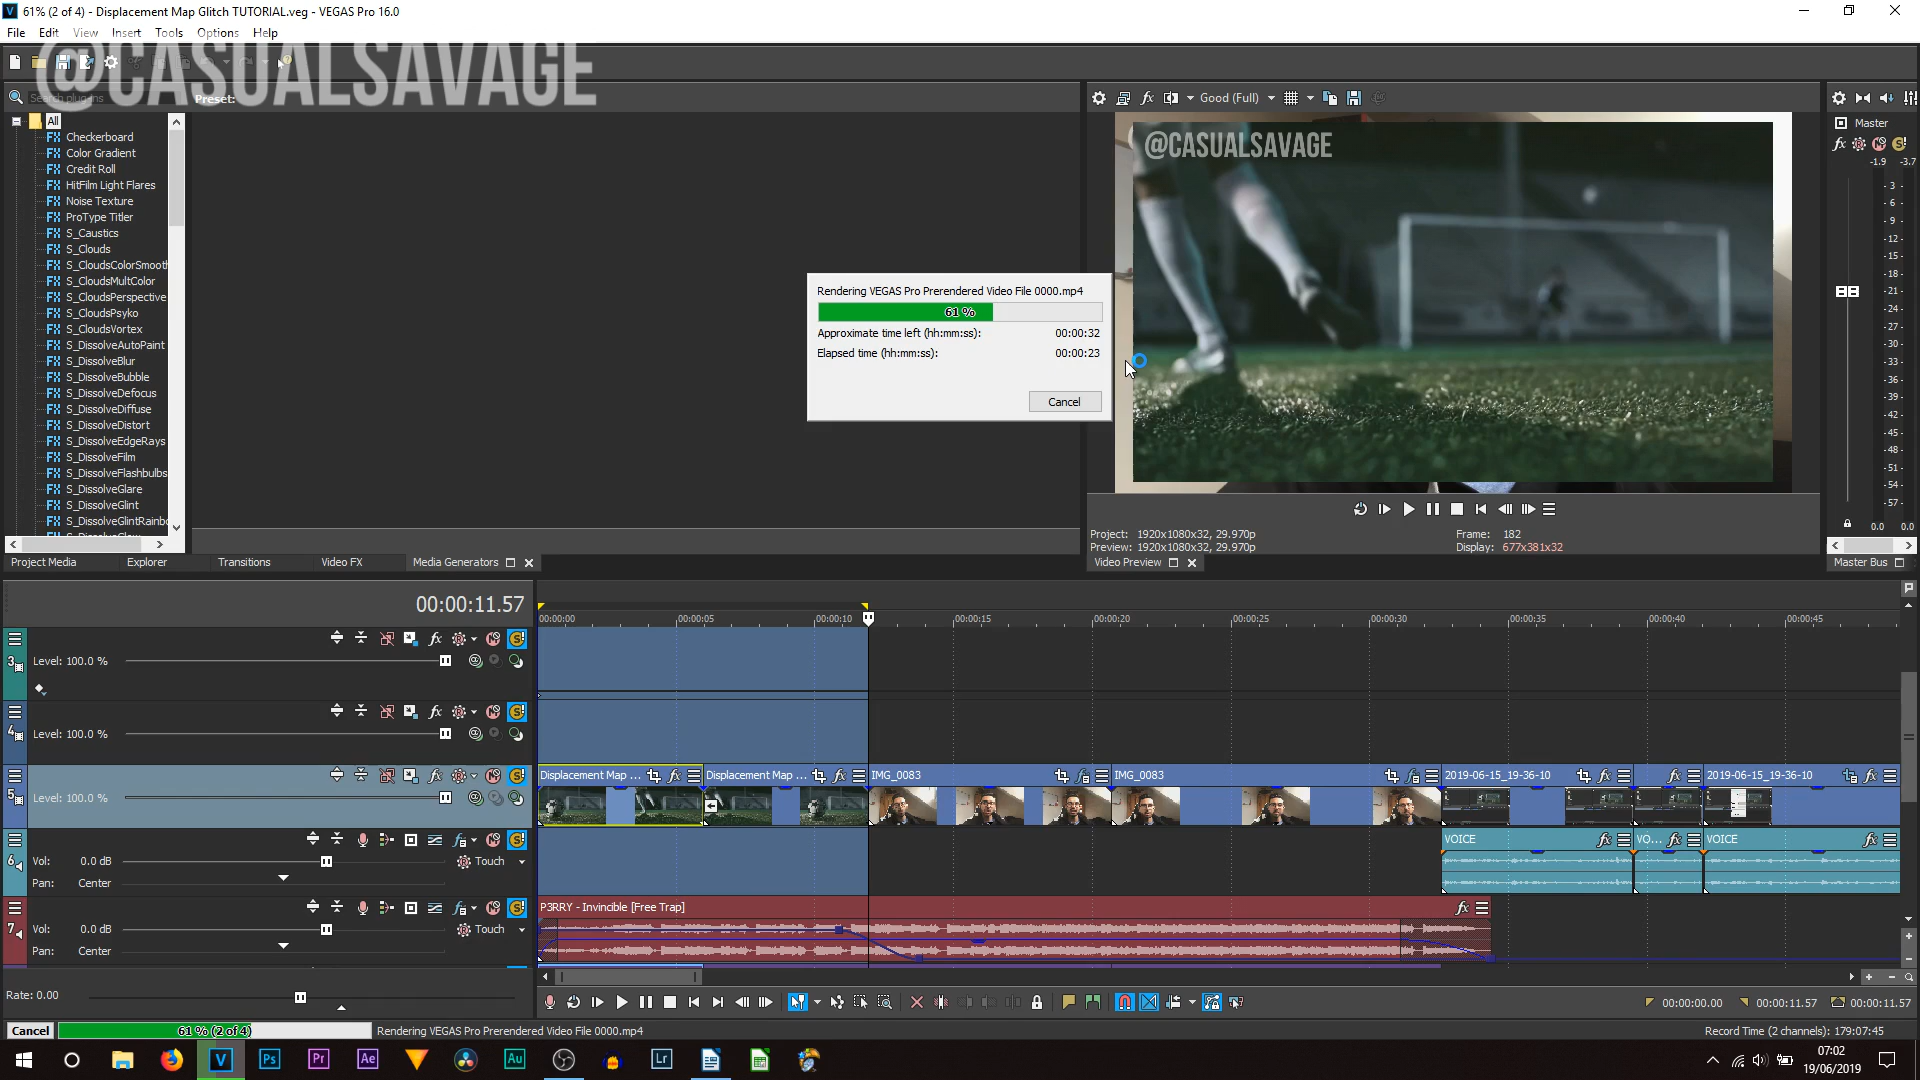 61% (2 of 4) - Displacement Map Glitch TUTORIAL.veg - VEGAS Pro 16.0
File Edit View Insert Tools Options Help
@CASUALSAVAGE
Search plug-ins
Preset:
All
Checkerboard
Color Gradient
Credit Roll
HitFilm Light Flares
Noise Texture
ProType Titler
S_Caustics
S_Clouds
S_CloudsColorSmooth
S_CloudsMultColor
S_CloudsPerspective
S_CloudsPsyko
S_CloudsVortex
S_DissolveAutoPaint
S_DissolveBlur
S_DissolveBubble
S_DissolveDefocus
S_DissolveDiffuse
S_DissolveDistort
S_DissolveEdgeRays
S_DissolveFilm
S_DissolveFlashbulbs
S_DissolveGlare
S_DissolveGlint
S_DissolveGlintRainbo
Project Media Explorer Transitions Video FX Media Generators
Rendering VEGAS Pro Prerendered Video File 0000.mp4
61 %
Approximate time left (hh:mm:ss): 00:00:32
Elapsed time (hh:mm:ss): 00:00:23
Cancel
Good (Full)
@CASUALSAVAGE
Project: 1920x1080x32, 29.970p Frame: 182
Preview: 1920x1080x32, 29.970p Display: 677x381x32
Video Preview
Master
-1.9 -3.7
- 3 -
- 6 -
- 9 -
-12-
-15-
-18-
-21-
-24-
-27-
-30-
-33-
-36-
-39-
-42-
-45-
-48-
-51-
-54-
-57-
0.0 0.0
Master Bus
00:00:11.57
00:00:00 00:00:05 00:00:10 00:00:15 00:00:20 00:00:25 00:00:30 00:00:35 00:00:40 00:00:45
3
Level: 100.0 %
4
Level: 100.0 %
5
Level: 100.0 %
Displacement Map ... Displacement Map ... IMG_0083 IMG_0083 2019-06-15_19-36-10 2019-06-15_19-36-10
6
Vol: 0.0 dB Touch
Pan: Center
VOICE VO... VOICE
7
Vol: 0.0 dB Touch
Pan: Center
P3RRY - Invincible [Free Trap]
Rate: 0.00
00:00:00.00 00:00:11.57 00:00:11.57
Cancel 61 % (2 of 4) Rendering VEGAS Pro Prerendered Video File 0000.mp4 Record Time (2 channels): 179:07:45
V Ps Pr Ae Au Lr
07:02
19/06/2019